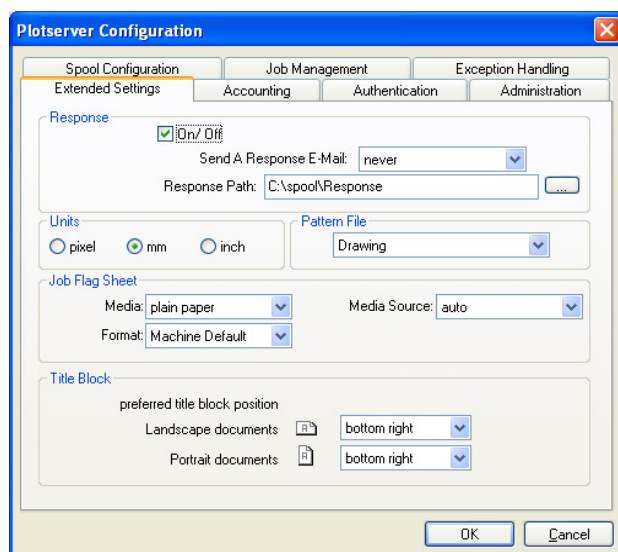 Plotserver Configuration
Spool Configuration Job Management Exception Handling
Extended Settings Accounting Authentication Administration
Response
On/ Off
Send A Response E-Mail: never
Response Path: C:\spool\Response ...
Units Pattern File
pixel mm inch Drawing
Job Flag Sheet
Media: plain paper Media Source: auto
Format: Machine Default
Title Block
preferred title block position
Landscape documents A bottom right
Portrait documents A bottom right
OK Cancel